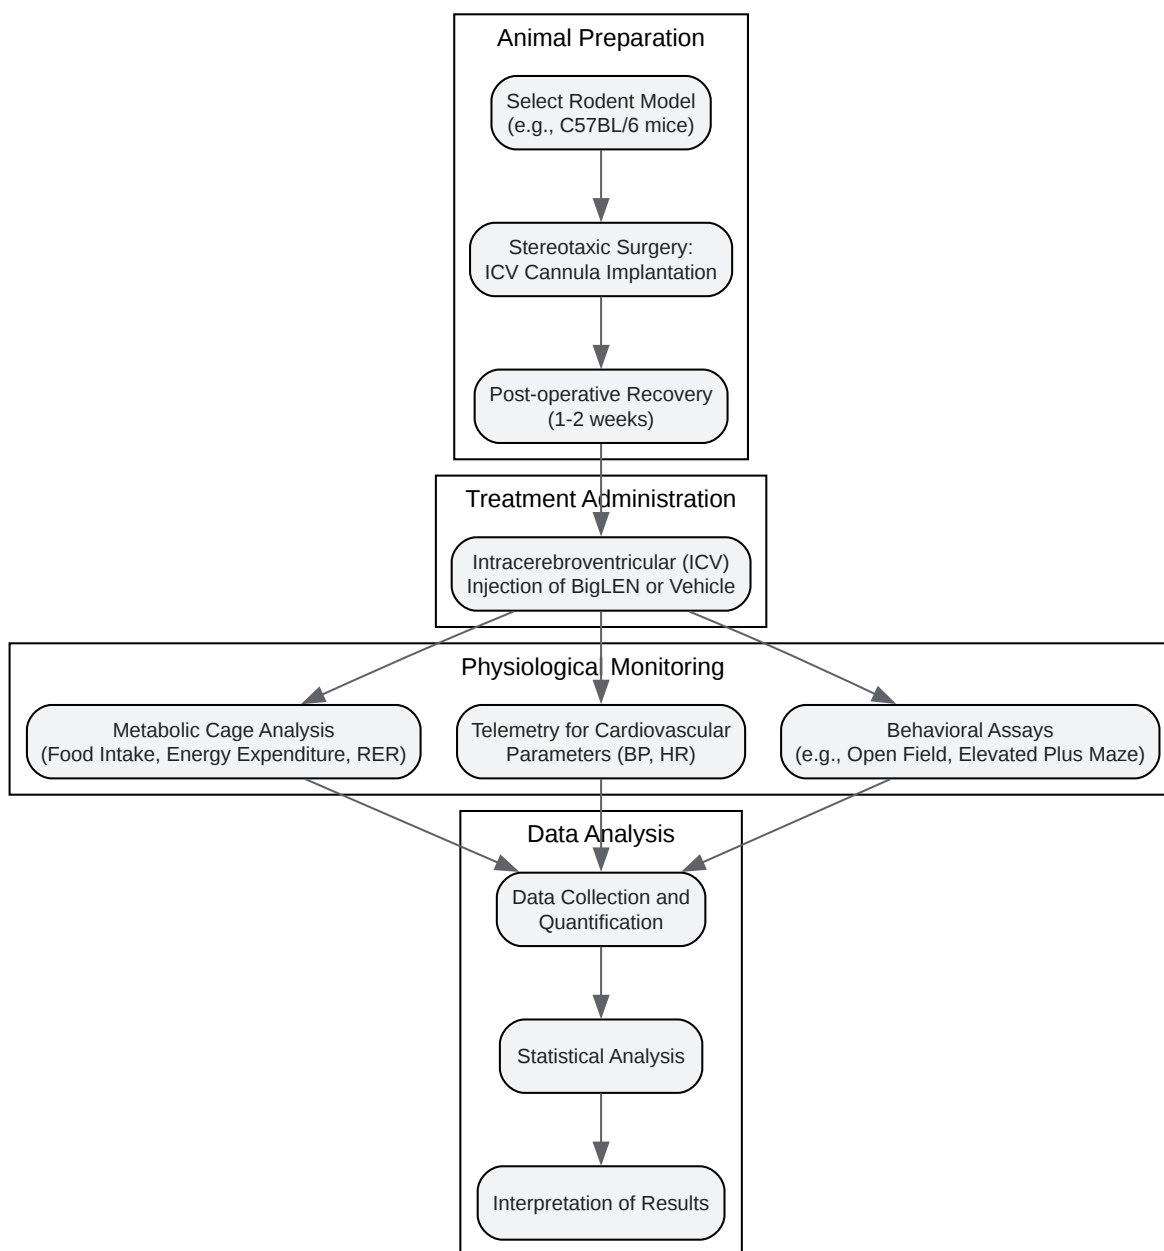 Animal Preparation
Select Rodent Model
(e.g., C57BL/6 mice)
Stereotaxic Surgery:
ICV Cannula Implantation
Post-operative Recovery
(1-2 weeks)
Treatment Administration
Intracerebroventricular (ICV)
Injection of BigLEN or Vehicle
Physiological Monitoring
Metabolic Cage Analysis
(Food Intake, Energy Expenditure, RER)
Telemetry for Cardiovascular
Parameters (BP, HR)
Behavioral Assays
(e.g., Open Field, Elevated Plus Maze)
Data Analysis
Data Collection and
Quantification
Statistical Analysis
Interpretation of Results